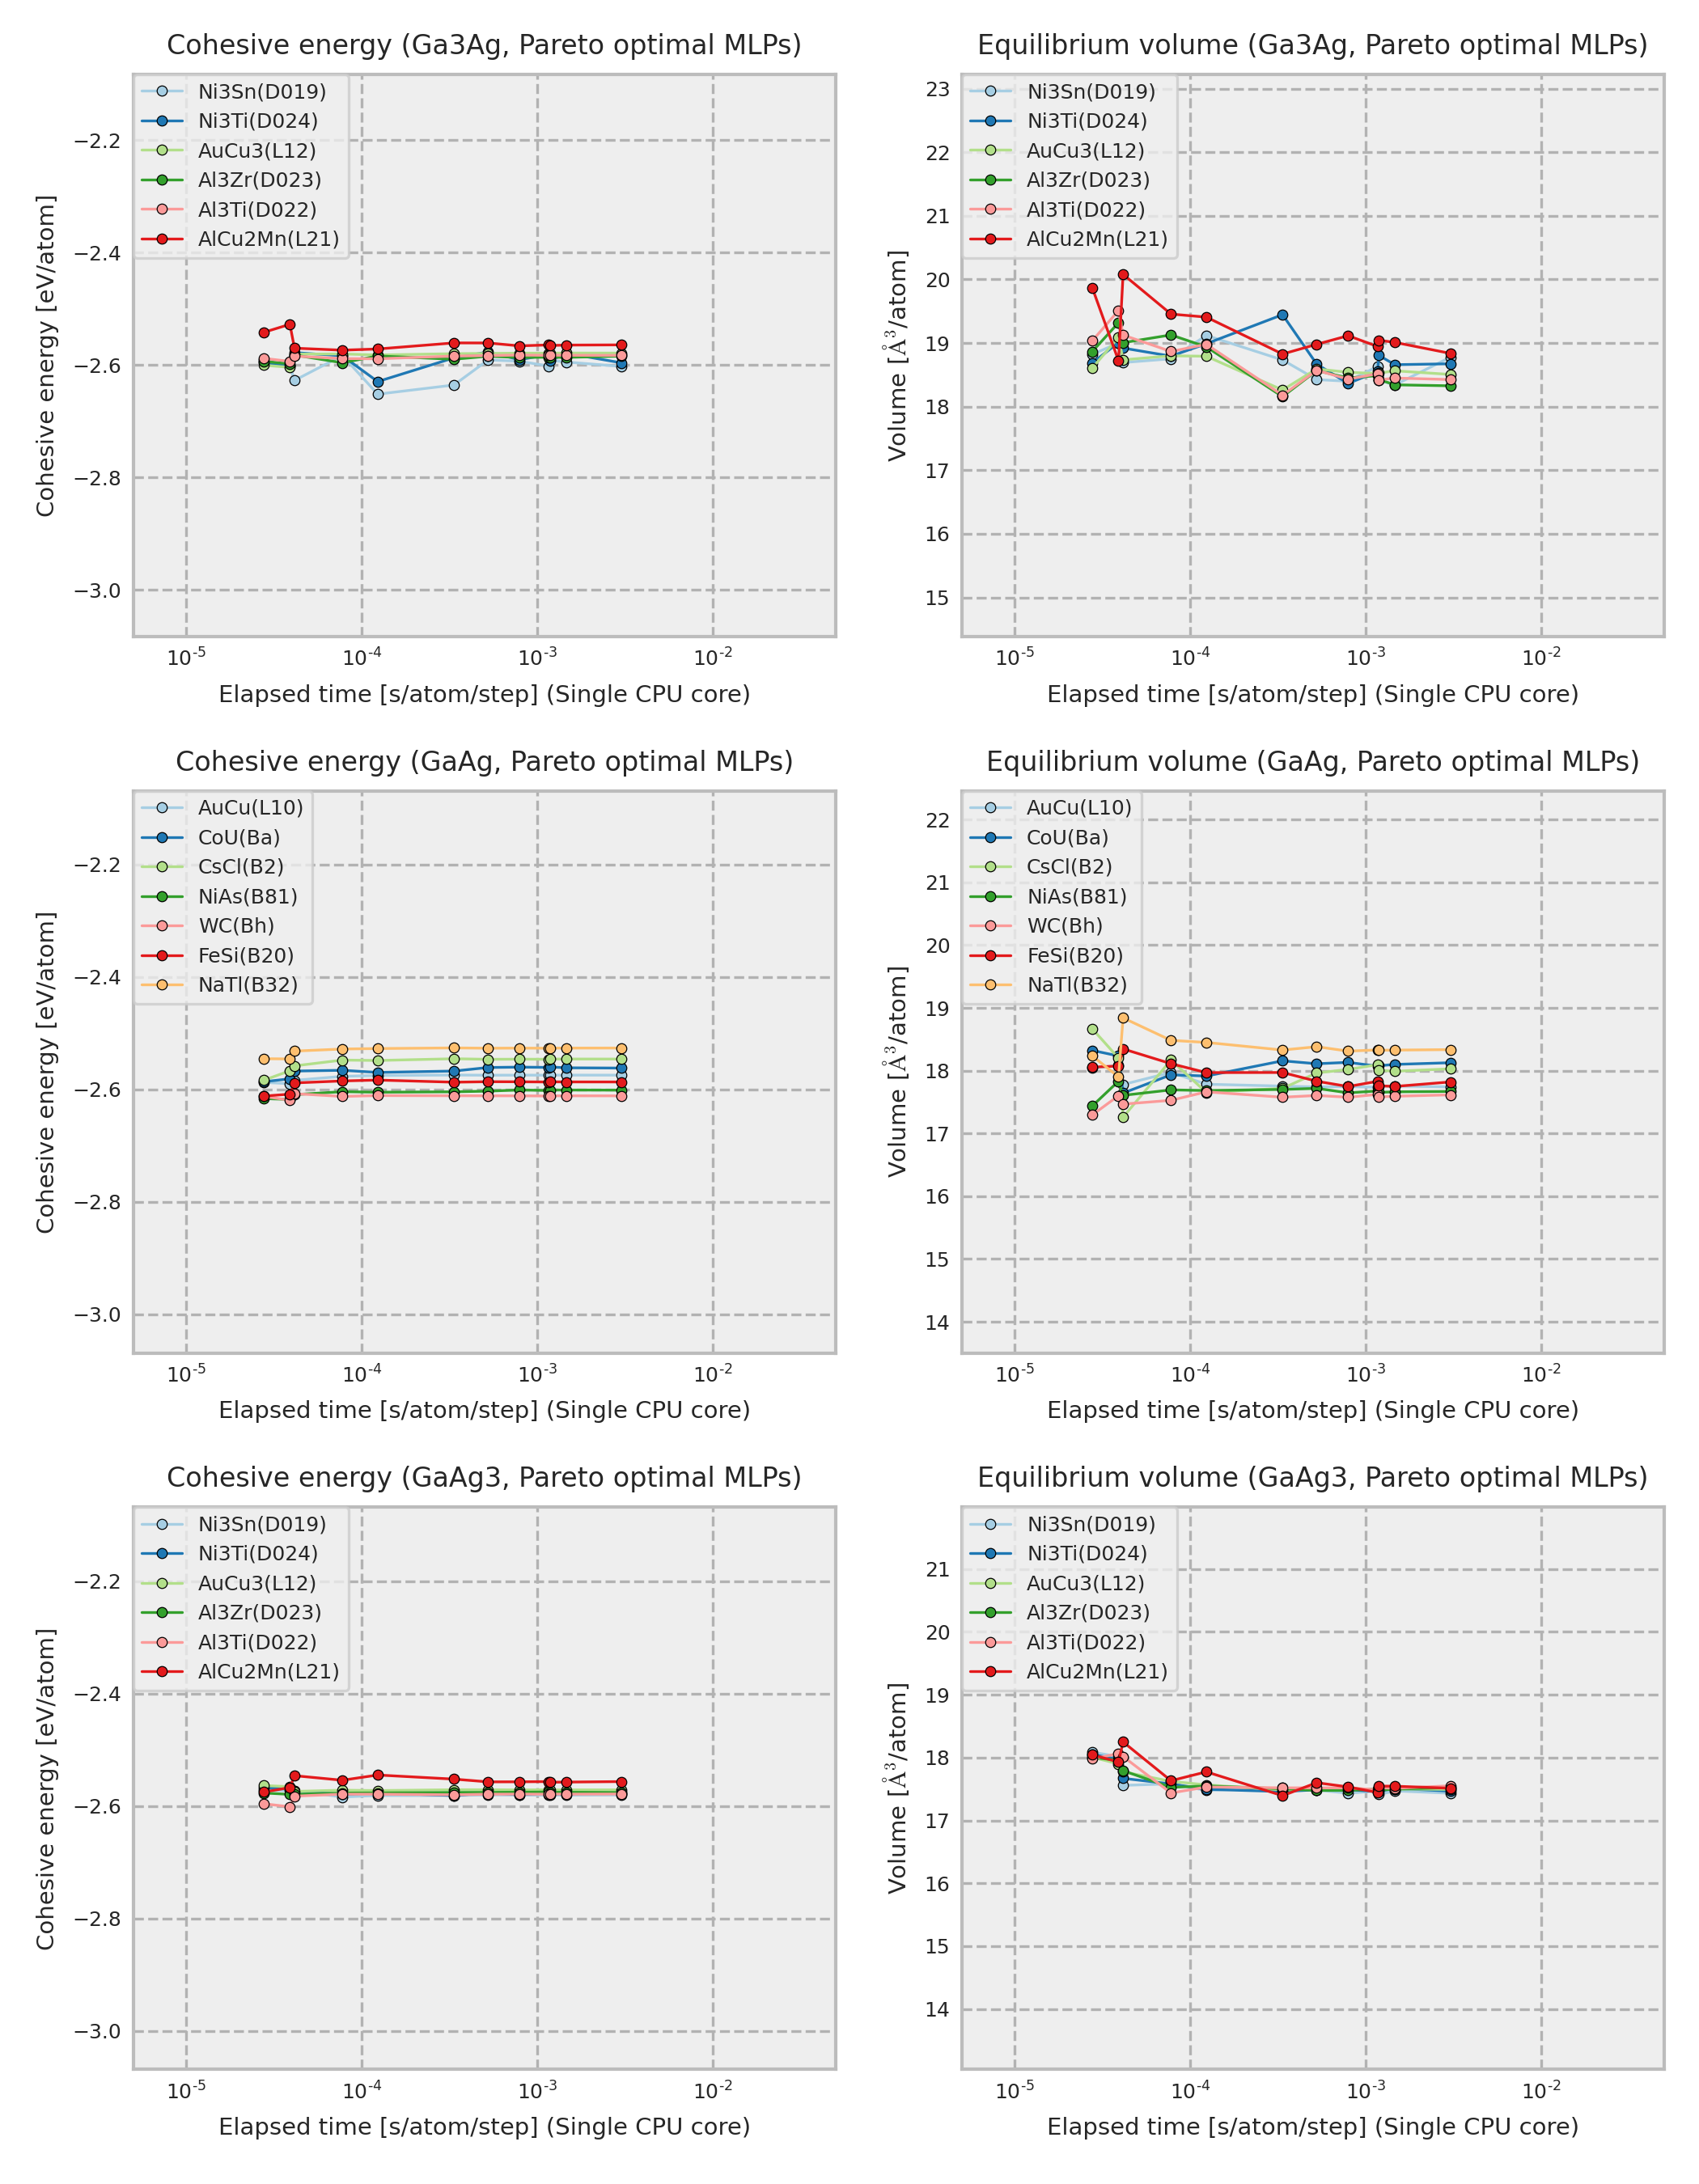 Cohesive energy (Ga3Ag, Pareto optimal MLPs)
Ni3Sn(D019)
Ni3Ti(D024)
AuCu3(L12)
Al3Zr(D023)
Al3Ti(D022)
AlCu2Mn(L21)
Cohesive energy [eV/atom]
−2.2
−2.4
−2.6
−2.8
−3.0
10-5
10-4
10-3
10-2
Elapsed time [s/atom/step] (Single CPU core)
Equilibrium volume (Ga3Ag, Pareto optimal MLPs)
Ni3Sn(D019)
Ni3Ti(D024)
AuCu3(L12)
Al3Zr(D023)
Al3Ti(D022)
AlCu2Mn(L21)
Volume [Å3/atom]
23
22
21
20
19
18
17
16
15
10-5
10-4
10-3
10-2
Elapsed time [s/atom/step] (Single CPU core)
Cohesive energy (GaAg, Pareto optimal MLPs)
AuCu(L10)
CoU(Ba)
CsCl(B2)
NiAs(B81)
WC(Bh)
FeSi(B20)
NaTl(B32)
Cohesive energy [eV/atom]
−2.2
−2.4
−2.6
−2.8
−3.0
10-5
10-4
10-3
10-2
Elapsed time [s/atom/step] (Single CPU core)
Equilibrium volume (GaAg, Pareto optimal MLPs)
AuCu(L10)
CoU(Ba)
CsCl(B2)
NiAs(B81)
WC(Bh)
FeSi(B20)
NaTl(B32)
Volume [Å3/atom]
22
21
20
19
18
17
16
15
14
10-5
10-4
10-3
10-2
Elapsed time [s/atom/step] (Single CPU core)
Cohesive energy (GaAg3, Pareto optimal MLPs)
Ni3Sn(D019)
Ni3Ti(D024)
AuCu3(L12)
Al3Zr(D023)
Al3Ti(D022)
AlCu2Mn(L21)
Cohesive energy [eV/atom]
−2.2
−2.4
−2.6
−2.8
−3.0
10-5
10-4
10-3
10-2
Elapsed time [s/atom/step] (Single CPU core)
Equilibrium volume (GaAg3, Pareto optimal MLPs)
Ni3Sn(D019)
Ni3Ti(D024)
AuCu3(L12)
Al3Zr(D023)
Al3Ti(D022)
AlCu2Mn(L21)
Volume [Å3/atom]
21
20
19
18
17
16
15
14
10-5
10-4
10-3
10-2
Elapsed time [s/atom/step] (Single CPU core)